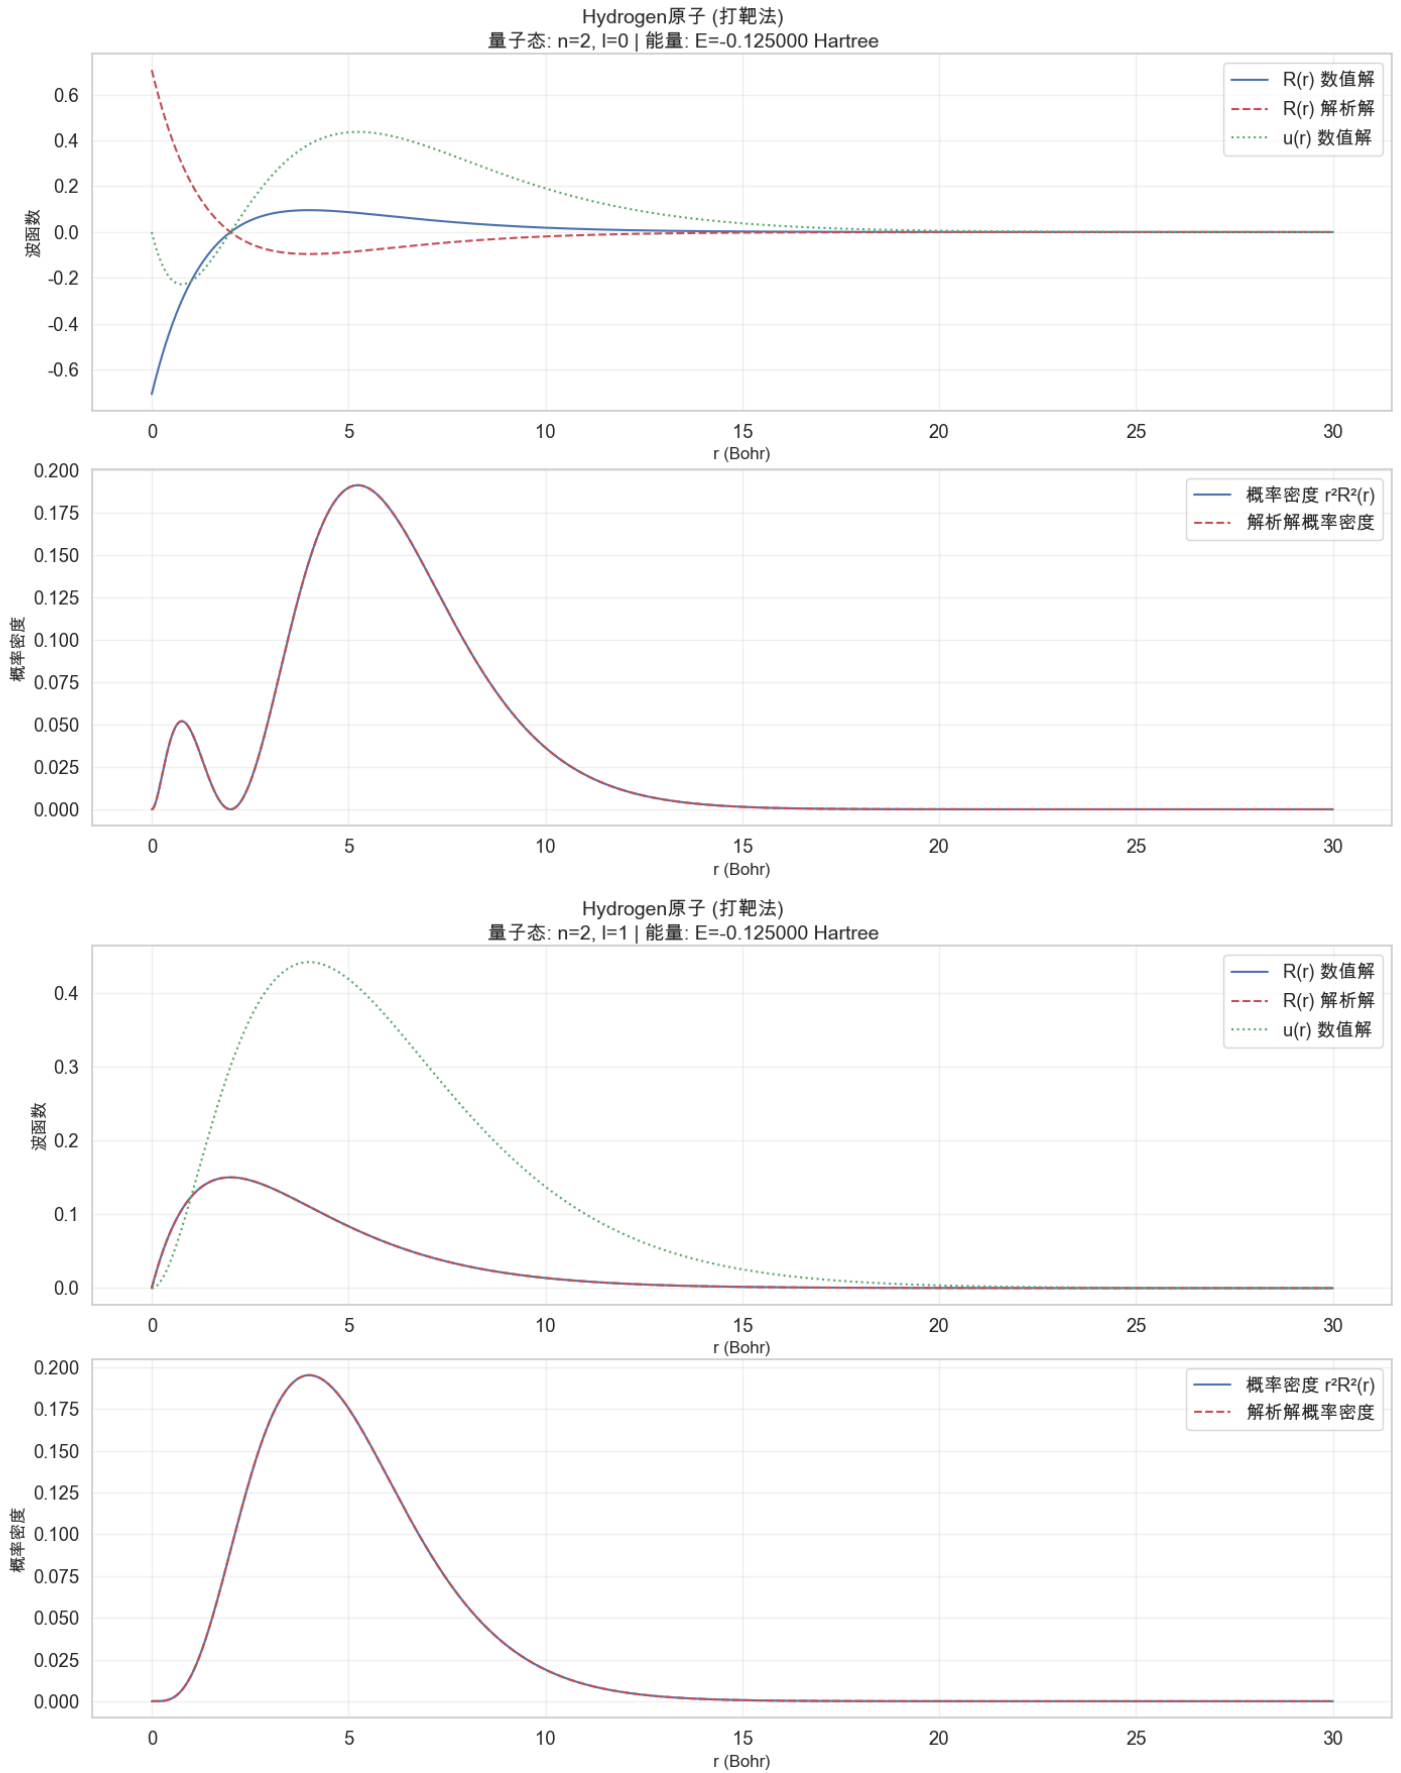 Hydrogen原子 (打靶法)
量子态: n=2, l=0 | 能量: E=-0.125000 Hartree
R(r) 数值解
R(r) 解析解
u(r) 数值解
波函数
0.6
0.4
0.2
0.0
-0.2
-0.4
-0.6
0 5 10 15 20 25 30
r (Bohr)
概率密度 r²R²(r)
解析解概率密度
概率密度
0.200
0.175
0.150
0.125
0.100
0.075
0.050
0.025
0.000
0 5 10 15 20 25 30
r (Bohr)
Hydrogen原子 (打靶法)
量子态: n=2, l=1 | 能量: E=-0.125000 Hartree
R(r) 数值解
R(r) 解析解
u(r) 数值解
波函数
0.4
0.3
0.2
0.1
0.0
0 5 10 15 20 25 30
r (Bohr)
概率密度 r²R²(r)
解析解概率密度
概率密度
0.200
0.175
0.150
0.125
0.100
0.075
0.050
0.025
0.000
0 5 10 15 20 25 30
r (Bohr)